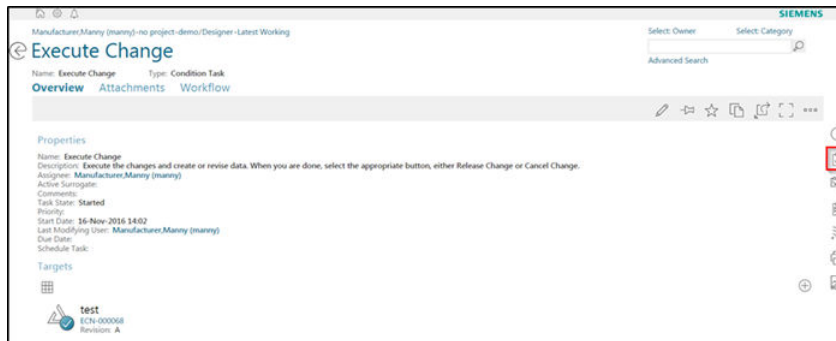 SIEMENS
Manufacturer,Manny (manny)-no project-demo/Designer-Latest Working
Select: Owner Select: Category
Execute Change
Advanced Search
Name: Execute Change Type: Condition Task
Overview Attachments Workflow
Properties
Name: Execute Change
Description: Execute the changes and create or revise data. When you are done, select the appropriate button, either Release Change or Cancel Change.
Assignee: Manufacturer,Manny (manny)
Active Surrogate:
Comments:
Task State: Started
Priority:
Start Date: 16-Nov-2016 14:02
Last Modifying User: Manufacturer,Manny (manny)
Due Date:
Schedule Task:
Targets
test
ECN-000068
Revision: A